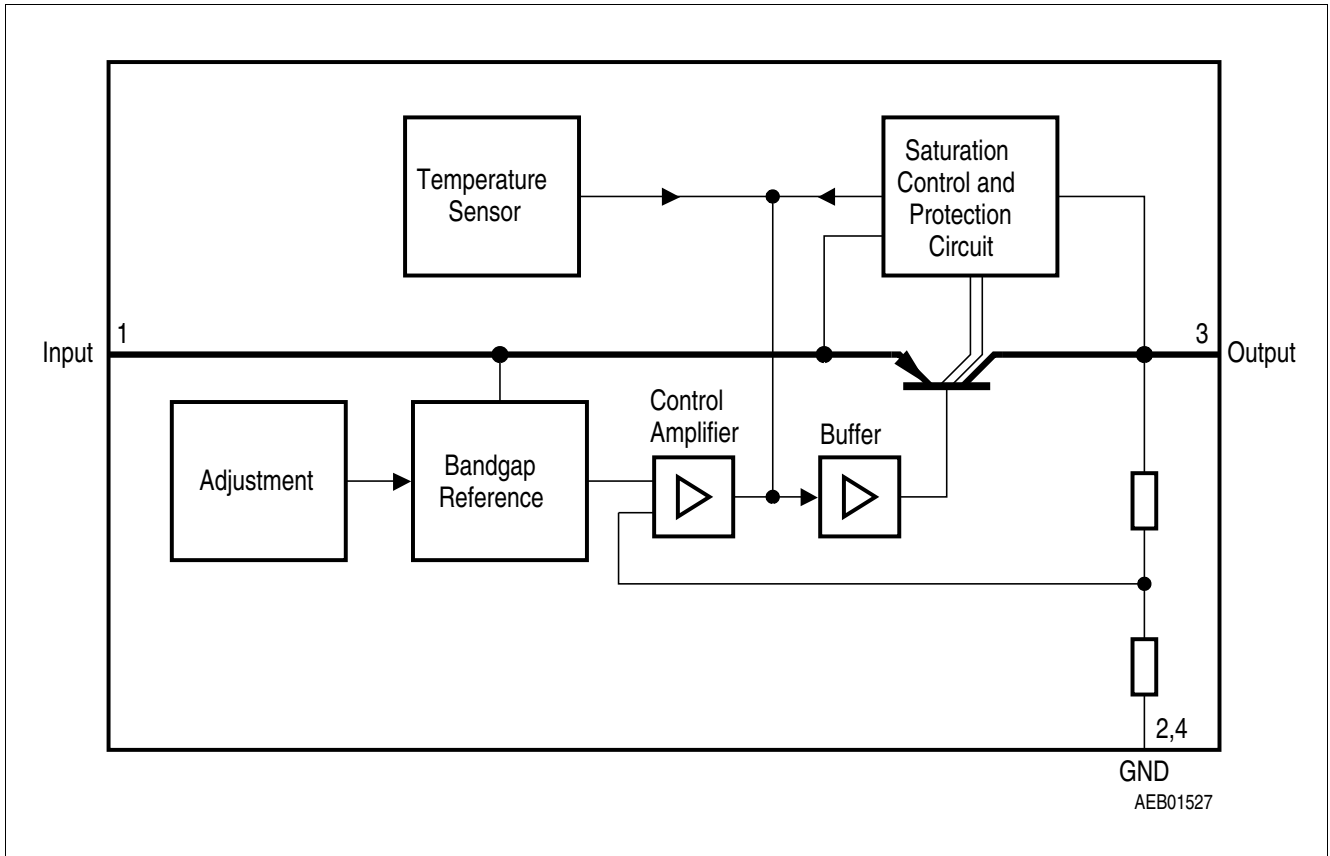 Temperature
Sensor
Saturation
Control and
Protection
Circuit
1
3
Input
Output
Control
Amplifier
Buffer
Adjustment
Bandgap
Reference
2,4
GND
AEB01527